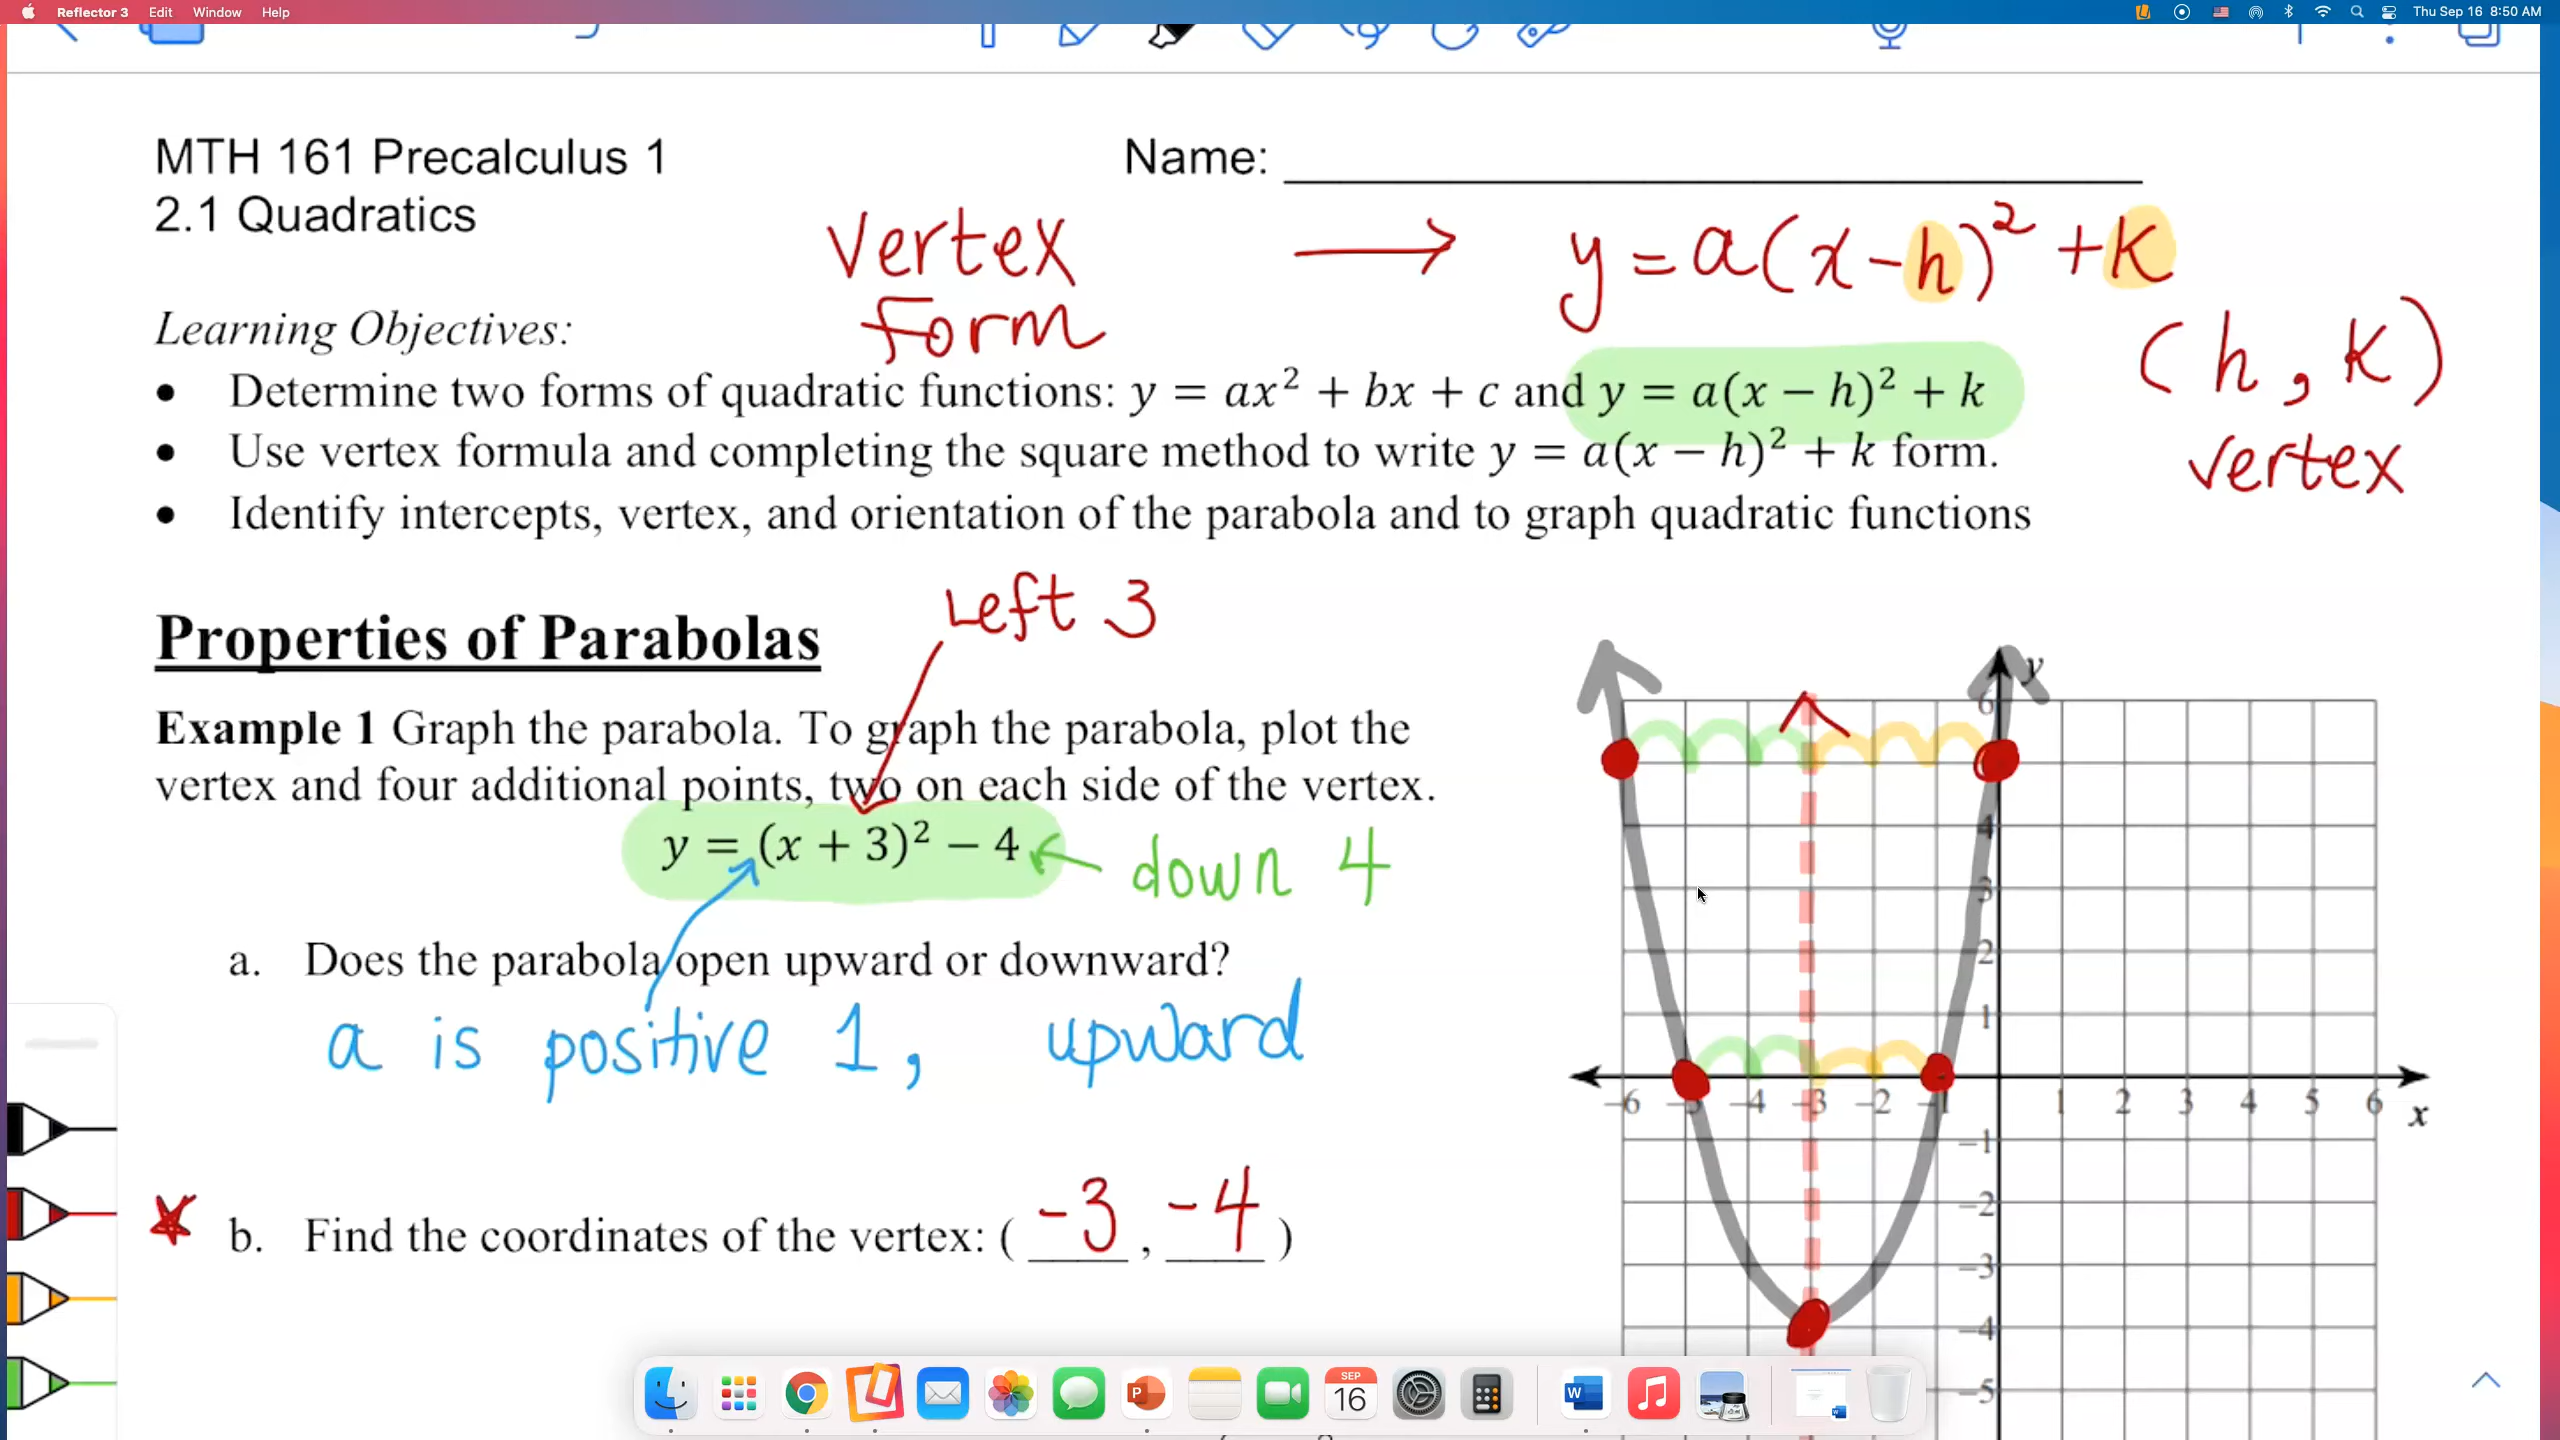 Reflector 3 Edit Window Help Thu Sep 16 8:50 AM
MTH 161 Precalculus 1 Name:
2.1 Quadratics
Vertex form → y = a(x-h)² + k
(h, k)
vertex
Learning Objectives:
• Determine two forms of quadratic functions: y = ax² + bx + c and y = a(x − h)² + k
• Use vertex formula and completing the square method to write y = a(x − h)² + k form.
• Identify intercepts, vertex, and orientation of the parabola and to graph quadratic functions
Left 3
Properties of Parabolas
Example 1 Graph the parabola. To graph the parabola, plot the
vertex and four additional points, two on each side of the vertex.
y = (x + 3)² − 4
down 4
a. Does the parabola open upward or downward?
a is positive 1, upward
b. Find the coordinates of the vertex: ( -3 , -4 )
y
6
4
3
2
1
−6 −5 −4 −3 −2 −1 1 2 3 4 5 6 x
−1
−2
−3
−4
−5
SEP
16
P
W